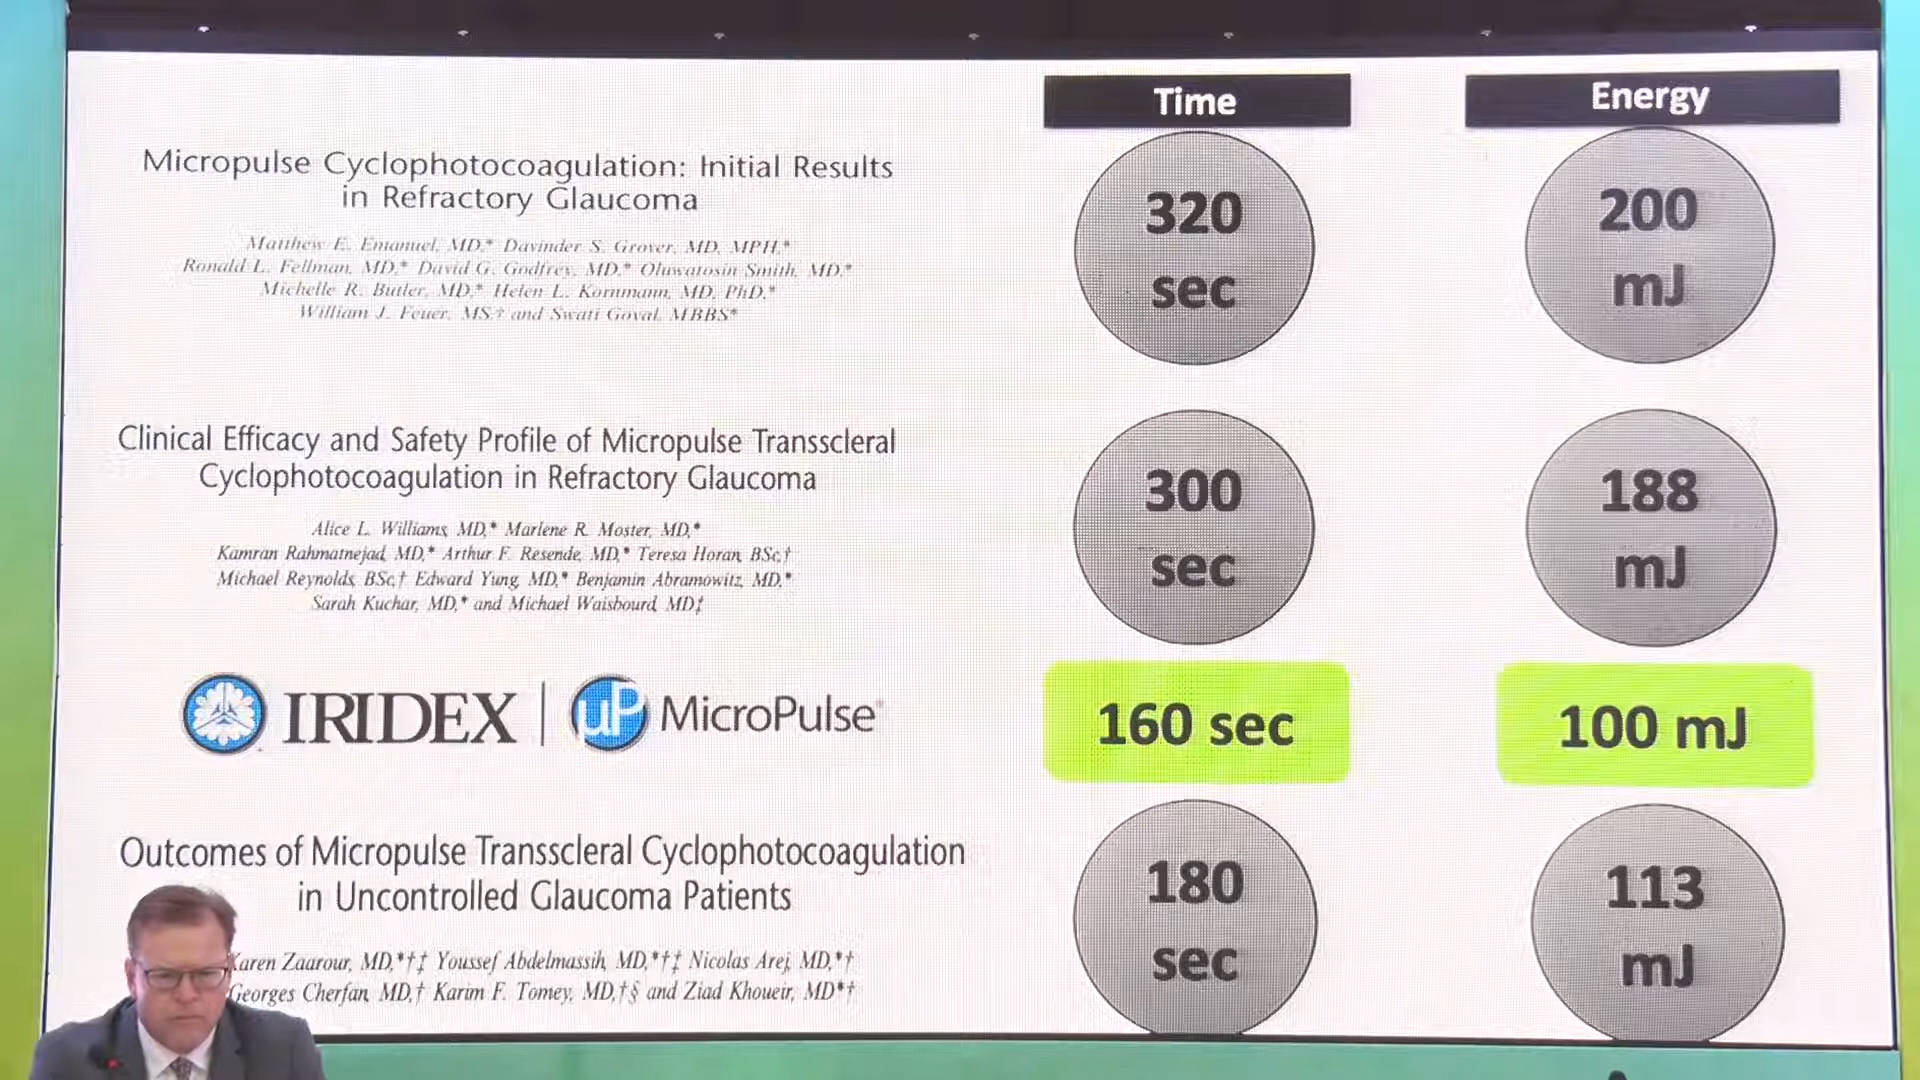 Time
Energy
Micropulse Cyclophotocoagulation: Initial Results
in Refractory Glaucoma
Matthew E. Emanuel, MD,* Davinder S. Grover, MD, MPH,*
Ronald L. Fellman, MD,* David G. Godfrey, MD,* Oluwatosin Smith, MD,*
Michelle R. Butler, MD,* Helen L. Kornmann, MD, PhD,*
William J. Feuer, MS,† and Swati Goyal, MBBS*
320
sec
200
mJ
Clinical Efficacy and Safety Profile of Micropulse Transscleral
Cyclophotocoagulation in Refractory Glaucoma
Alice L. Williams, MD,* Marlene R. Moster, MD,*
Kamran Rahmatnejad, MD,* Arthur F. Resende, MD,* Teresa Horan, BSc,†
Michael Reynolds, BSc,† Edward Yung, MD,* Benjamin Abramowitz, MD,*
Sarah Kuchar, MD,* and Michael Waisbourd, MD‡
300
sec
188
mJ
IRIDEX | µP MicroPulse®
160 sec
100 mJ
Outcomes of Micropulse Transscleral Cyclophotocoagulation
in Uncontrolled Glaucoma Patients
Karen Zaarour, MD,*†‡ Youssef Abdelmassih, MD,*†‡ Nicolas Arej, MD,*†
Georges Cherfan, MD,† Karim F. Tomey, MD,†§ and Ziad Khoueir, MD*†
180
sec
113
mJ